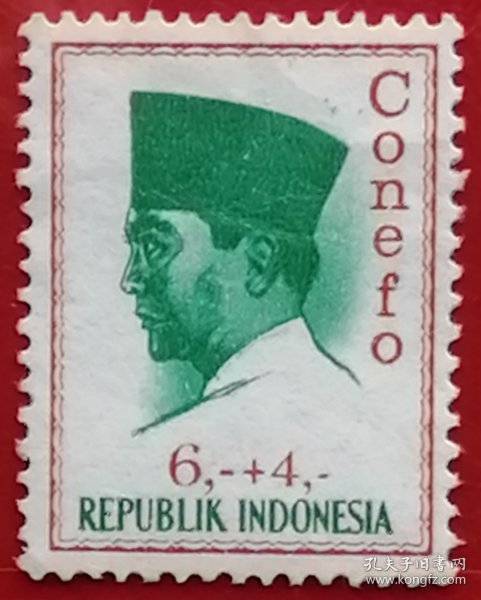 Conefo
6,-+4,-
REPUBLIK INDONESIA
孔夫子旧书网
www.kongfz.com